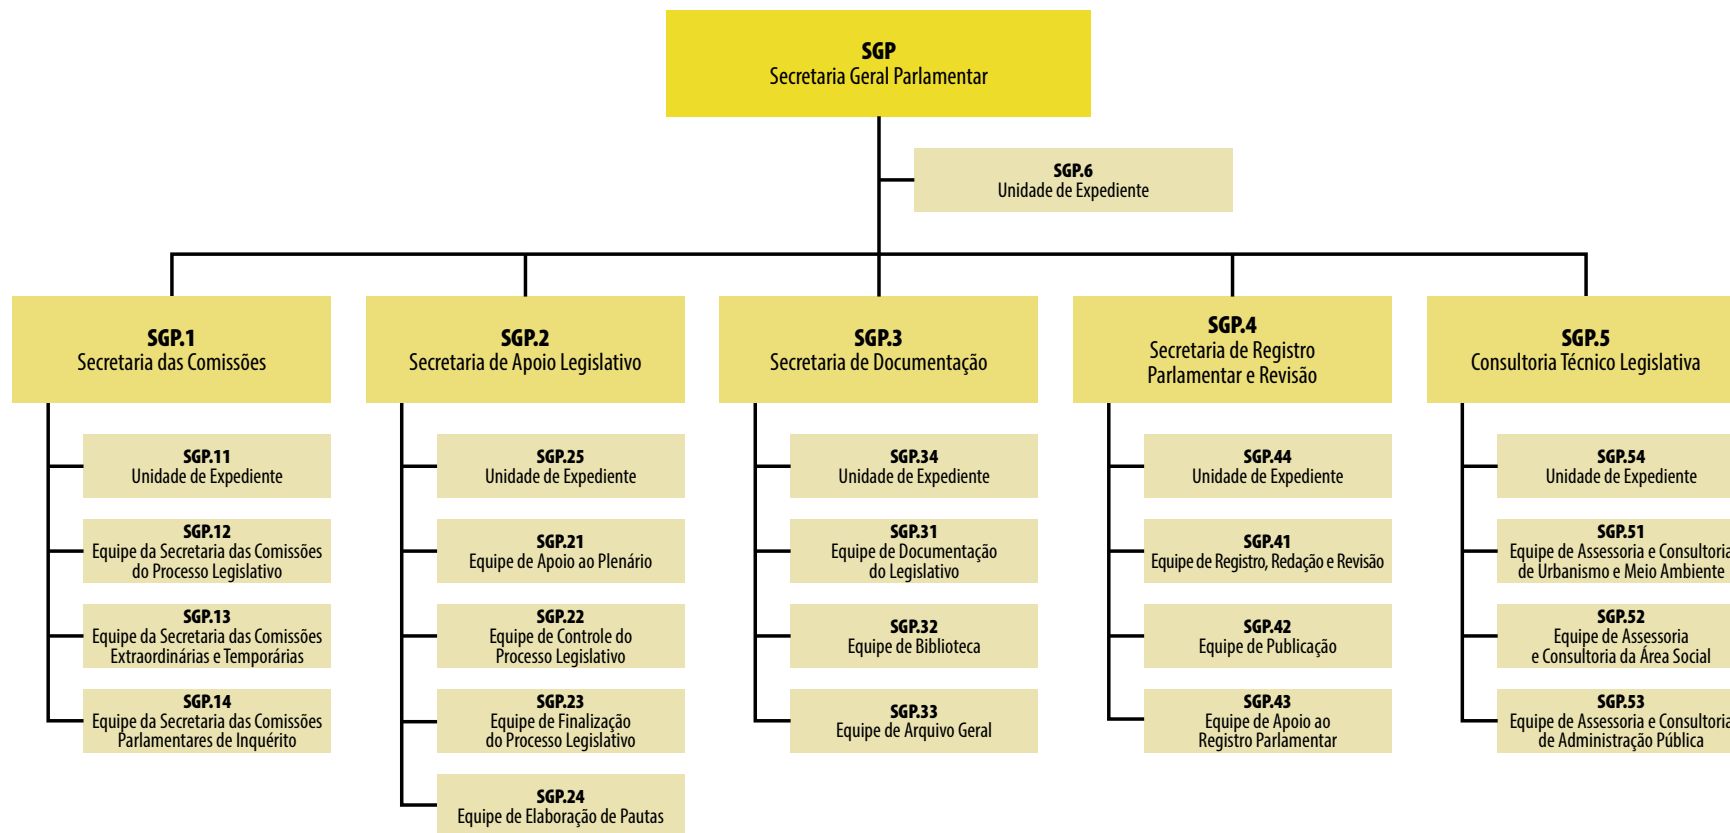 SGP
Secretaria Geral Parlamentar
SGP.6
Unidade de Expediente
SGP.1
Secretaria das Comissões
SGP.11
Unidade de Expediente
SGP.12
Equipe da Secretaria das Comissões
do Processo Legislativo
SGP.13
Equipe da Secretaria das Comissões
Extraordinárias e Temporárias
SGP.14
Equipe da Secretaria das Comissões
Parlamentares de Inquérito
SGP.2
Secretaria de Apoio Legislativo
SGP.25
Unidade de Expediente
SGP.21
Equipe de Apoio ao Plenário
SGP.22
Equipe de Controle do
Processo Legislativo
SGP.23
Equipe de Finalização
do Processo Legislativo
SGP.24
Equipe de Elaboração de Pautas
SGP.3
Secretaria de Documentação
SGP.34
Unidade de Expediente
SGP.31
Equipe de Documentação
do Legislativo
SGP.32
Equipe de Biblioteca
SGP.33
Equipe de Arquivo Geral
SGP.4
Secretaria de Registro
Parlamentar e Revisão
SGP.44
Unidade de Expediente
SGP.41
Equipe de Registro, Redação e Revisão
SGP.42
Equipe de Publicação
SGP.43
Equipe de Apoio ao
Registro Parlamentar
SGP.5
Consultoria Técnico Legislativa
SGP.54
Unidade de Expediente
SGP.51
Equipe de Assessoria e Consultoria
de Urbanismo e Meio Ambiente
SGP.52
Equipe de Assessoria
e Consultoria da Área Social
SGP.53
Equipe de Assessoria e Consultoria
de Administração Pública